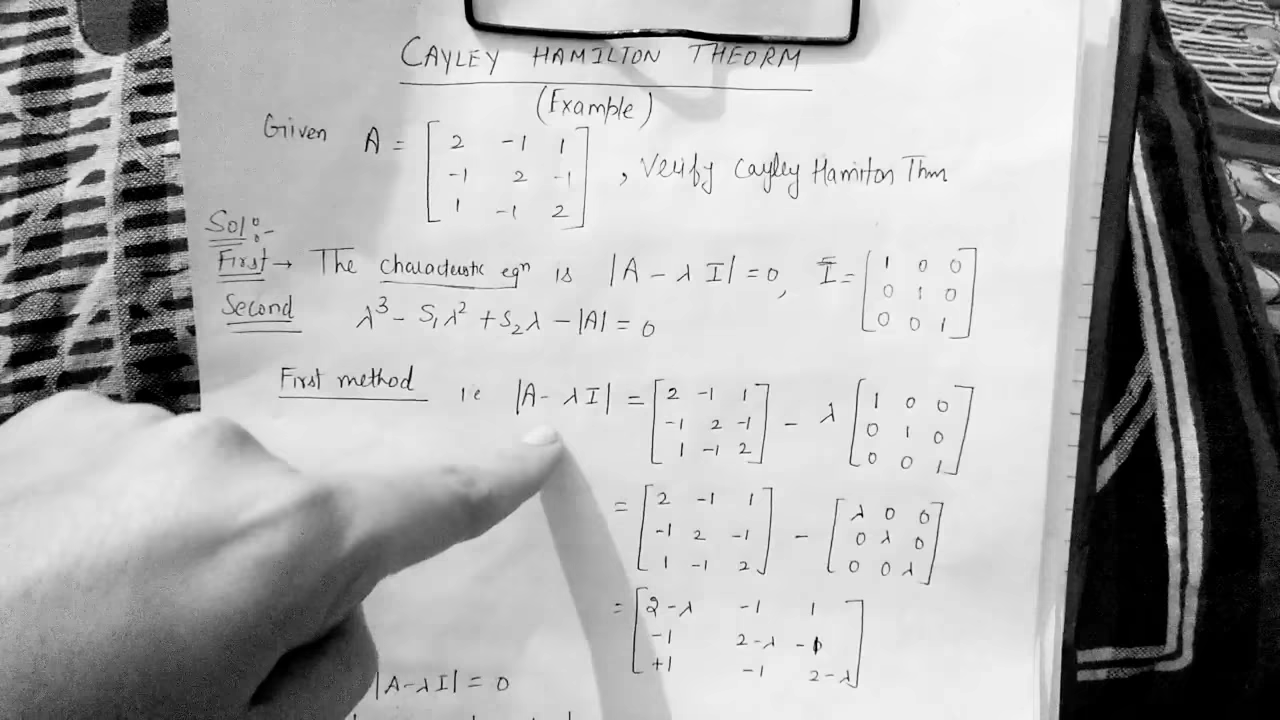 CAYLEY HAMILTON THEORM
(Example)
Given A = [2 -1 1
-1 2 -1
1 -1 2] , Verify Cayley Hamilton Thm
Sol:-
First → The characteristic eqn is |A - λ I| = 0, I = [1 0 0
0 1 0
0 0 1]
Second λ³ - S₁λ² + S₂λ - |A| = 0
First method ie |A - λI| = [2 -1 1
-1 2 -1
1 -1 2] - λ [1 0 0
0 1 0
0 0 1]
= [2 -1 1
-1 2 -1
1 -1 2] - [λ 0 0
0 λ 0
0 0 λ]
= [2-λ -1 1
-1 2-λ -1
+1 -1 2-λ]
|A-λI| = 0